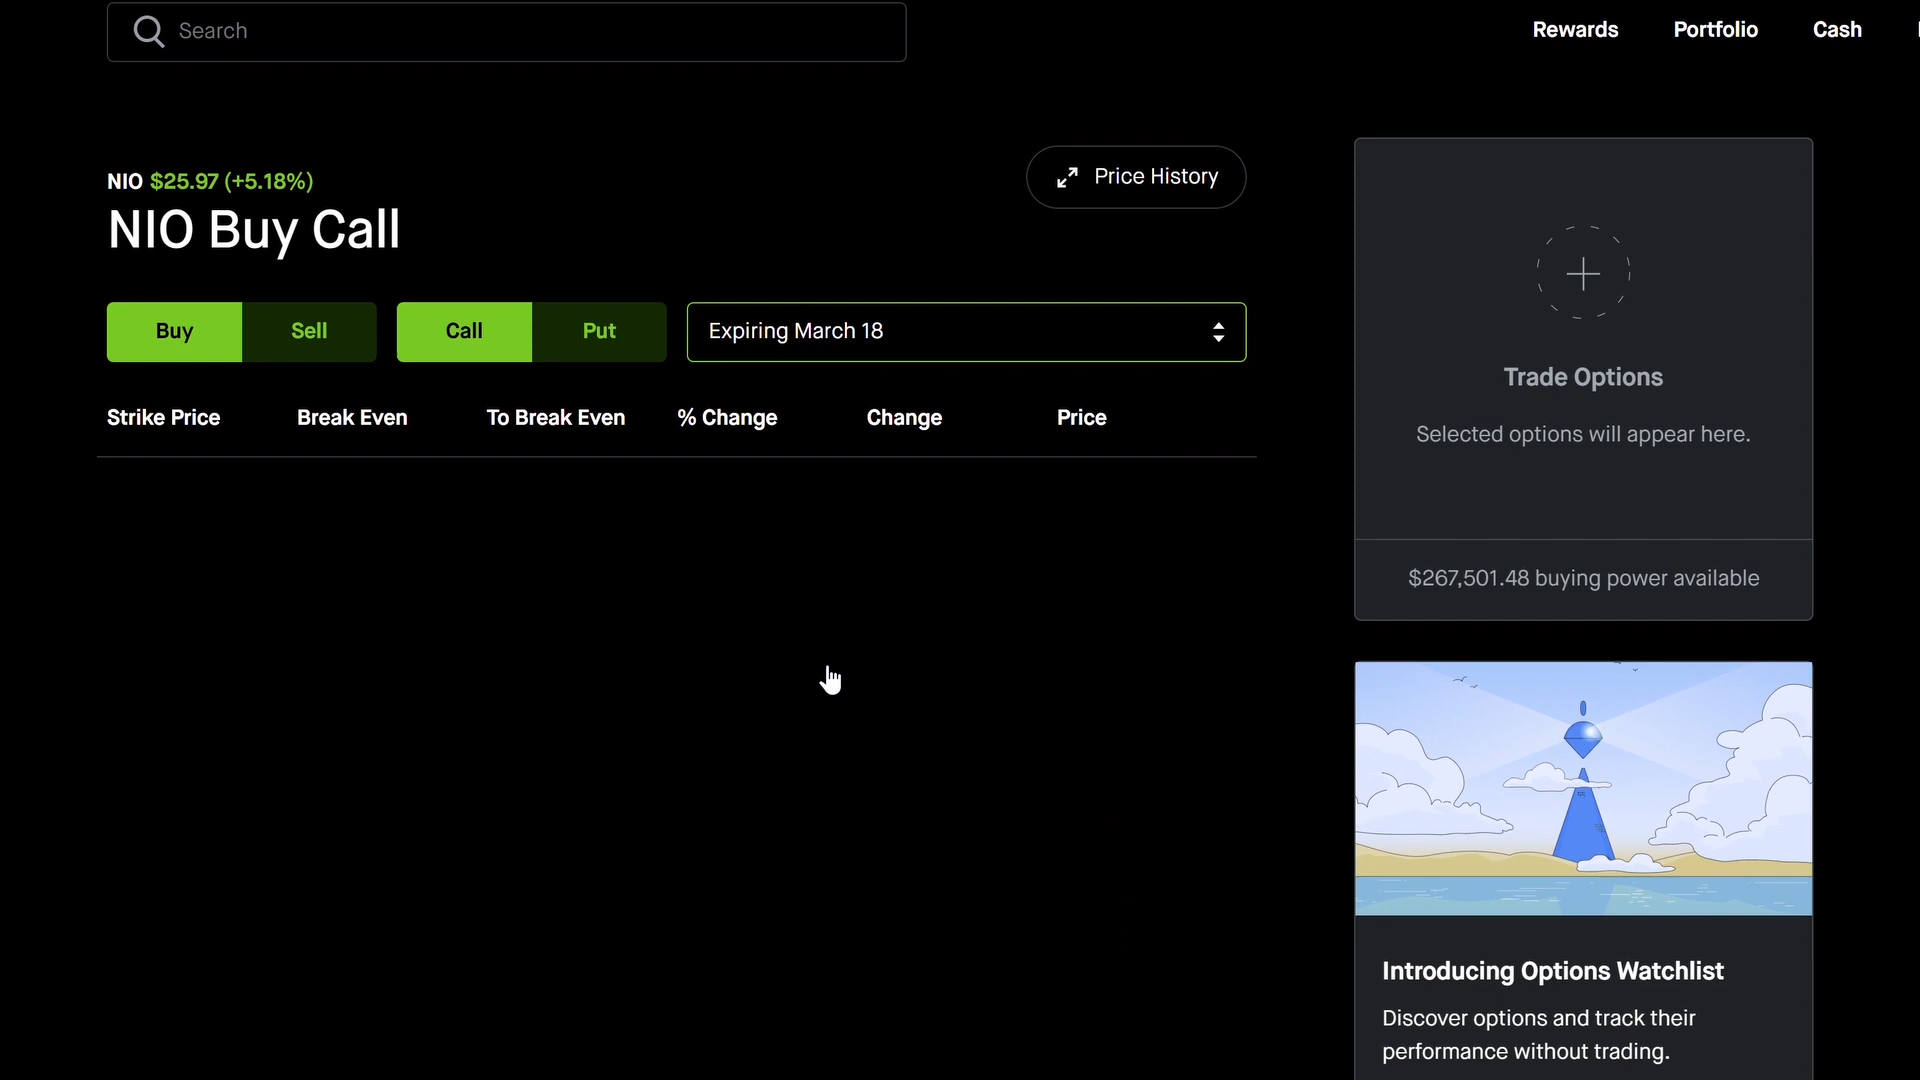 Search
Rewards Portfolio Cash
NIO $25.97 (+5.18%)
NIO Buy Call
Price History
Buy Sell Call Put Expiring March 18
Strike Price Break Even To Break Even % Change Change Price
Trade Options
Selected options will appear here.
$267,501.48 buying power available
Introducing Options Watchlist
Discover options and track their
performance without trading.